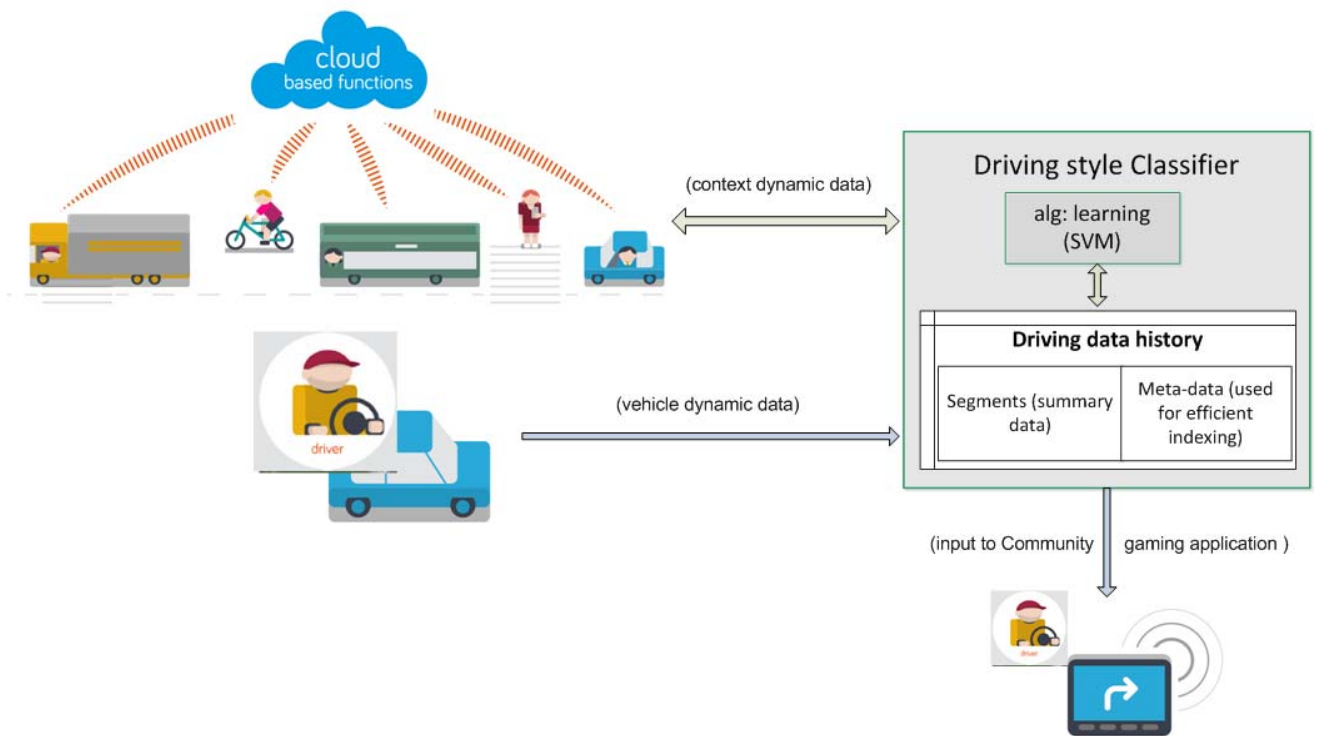 cloud
based functions
(context dynamic data)
Driving style Classifier
alg: learning
(SVM)
Driving data history
Segments (summary
data)
Meta-data (used
for efficient
indexing)
driver
(vehicle dynamic data)
(input to Community gaming application )
driver